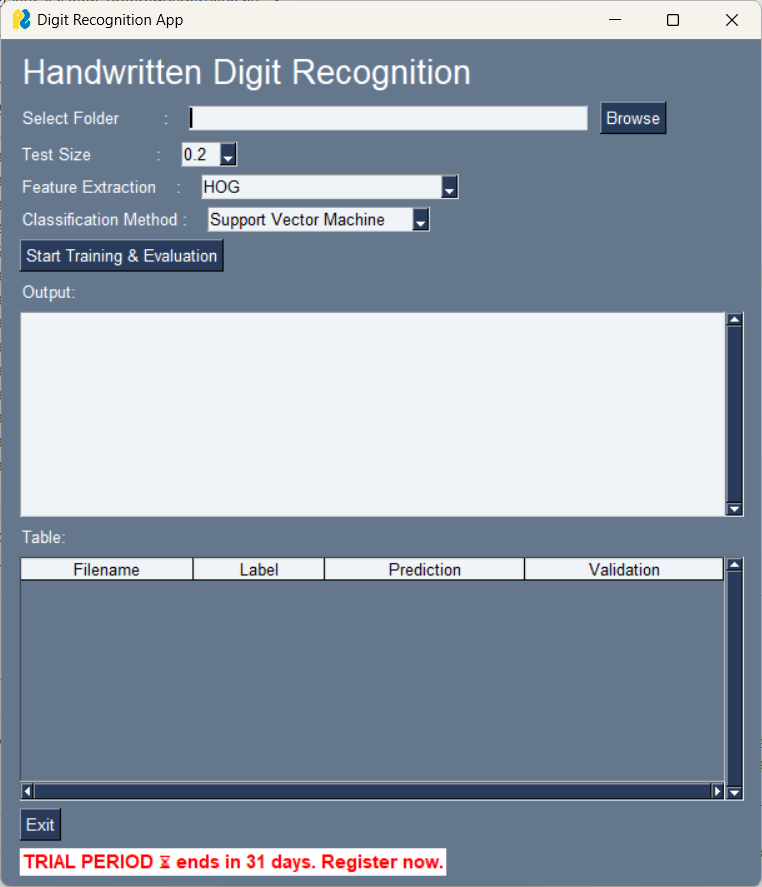 Digit Recognition App
Handwritten Digit Recognition
Select Folder : Browse
Test Size : 0.2
Feature Extraction : HOG
Classification Method : Support Vector Machine
Start Training & Evaluation
Output:
Table:
Filename Label Prediction Validation
Exit
TRIAL PERIOD ⌛ ends in 31 days. Register now.